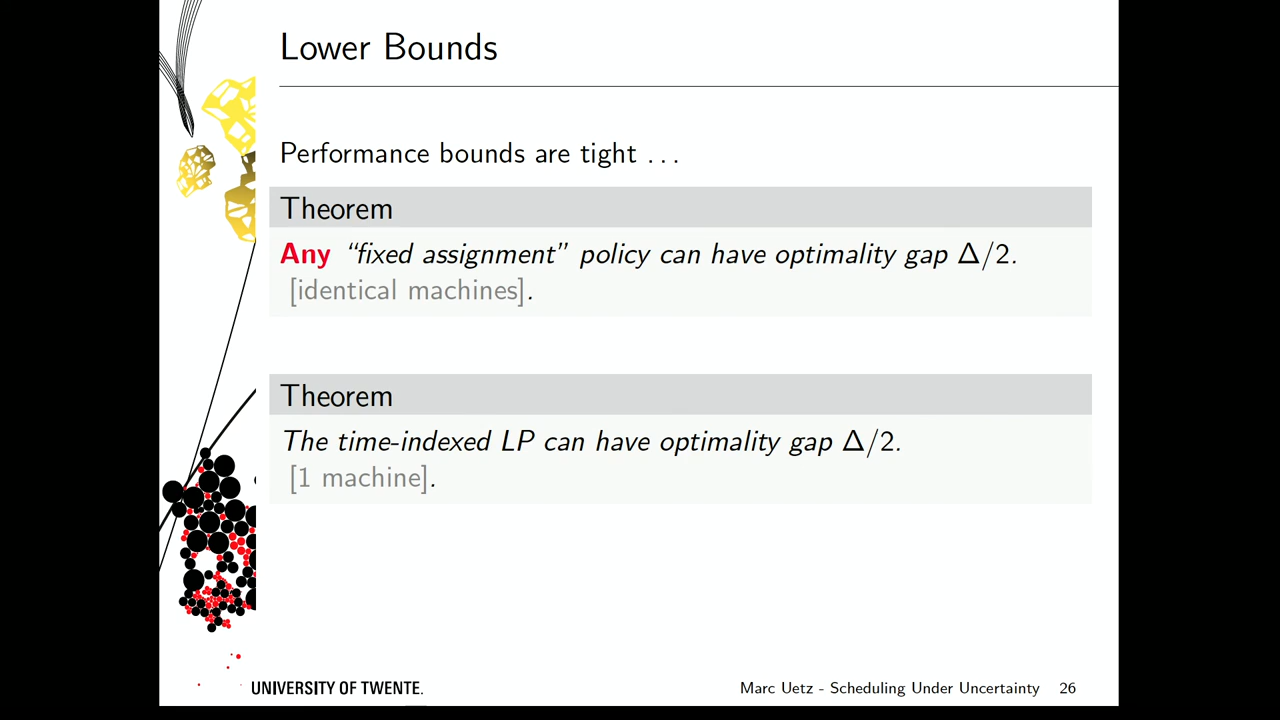 Lower Bounds
Performance bounds are tight ...
Theorem
Any “fixed assignment” policy can have optimality gap Δ/2.
[identical machines].
Theorem
The time-indexed LP can have optimality gap Δ/2.
[1 machine].
UNIVERSITY OF TWENTE.
Marc Uetz - Scheduling Under Uncertainty 26